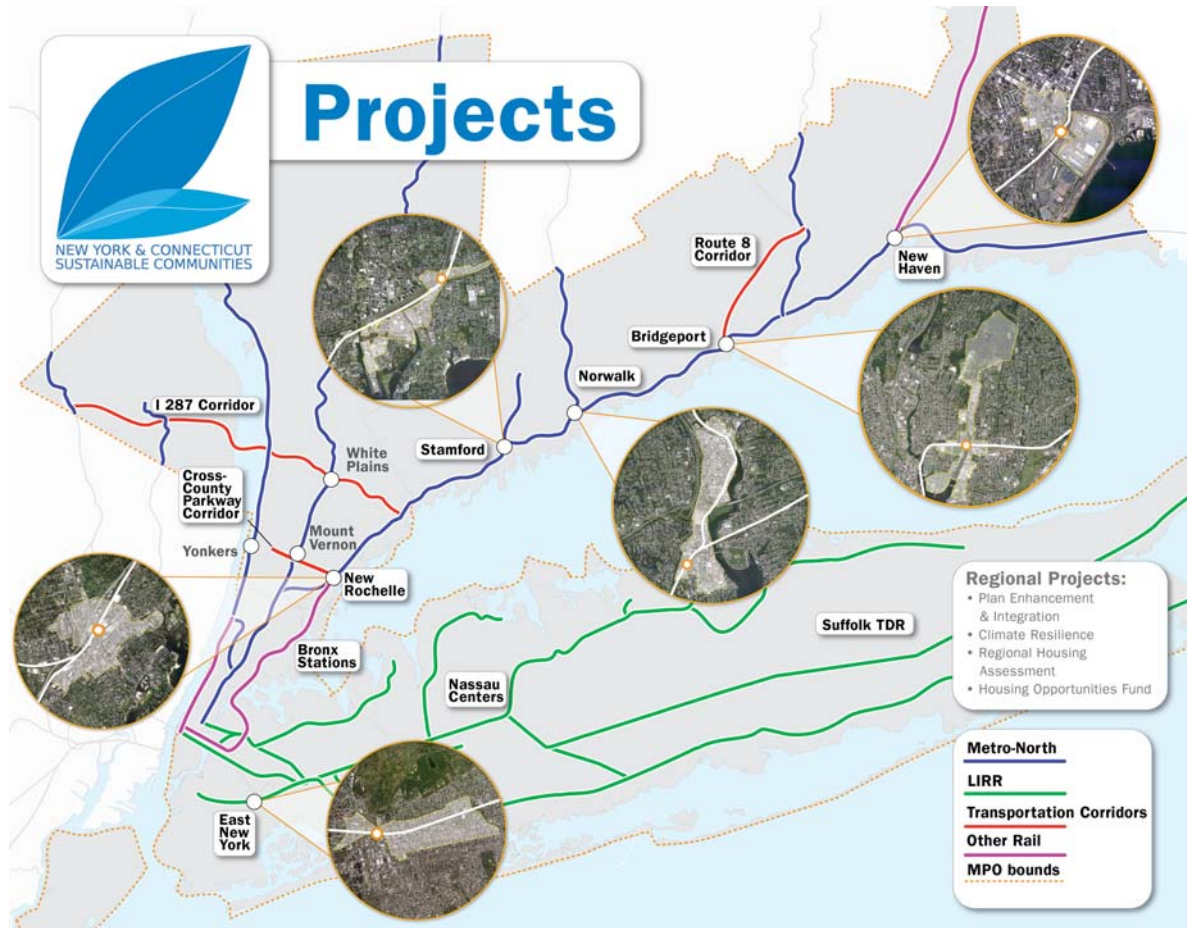 Projects
NEW YORK & CONNECTICUT
SUSTAINABLE COMMUNITIES
Route 8
Corridor
New
Haven
Bridgeport
Norwalk
I 287 Corridor
Stamford
White
Plains
Cross-
County
Parkway
Corridor
Mount
Vernon
Yonkers
New
Rochelle
Bronx
Stations
Nassau
Centers
Suffolk TDR
East
New
York
Regional Projects:
• Plan Enhancement
& Integration
• Climate Resilience
• Regional Housing
Assessment
• Housing Opportunities Fund
Metro-North
LIRR
Transportation Corridors
Other Rail
MPO bounds